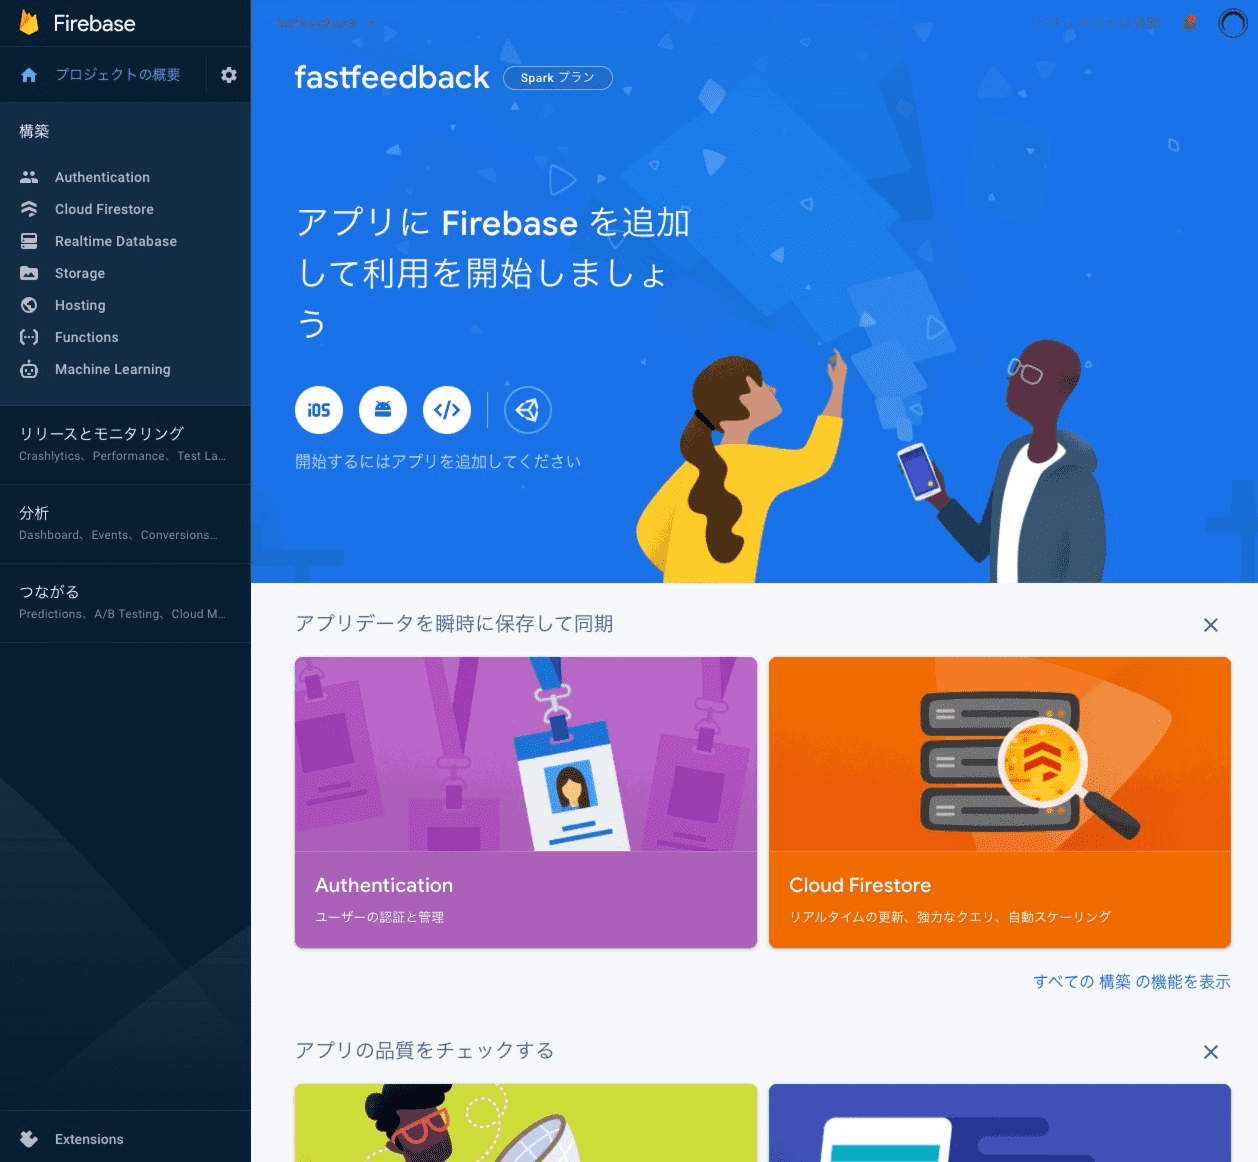 Firebase
プロジェクトの概要
構築
Authentication
Cloud Firestore
Realtime Database
Storage
Hosting
Functions
Machine Learning
リリースとモニタリング
Crashlytics、Performance、Test La...
分析
Dashboard、Events、Conversions...
つながる
Predictions、A/B Testing、Cloud M...
Extensions
fastfeedback
ドキュメントに移動
fastfeedback
Spark プラン
アプリに Firebase を追加
して利用を開始しましょ
う
iOS
開始するにはアプリを追加してください
アプリデータを瞬時に保存して同期
Authentication
ユーザーの認証と管理
Cloud Firestore
リアルタイムの更新、強力なクエリ、自動スケーリング
すべての 構築 の機能を表示
アプリの品質をチェックする